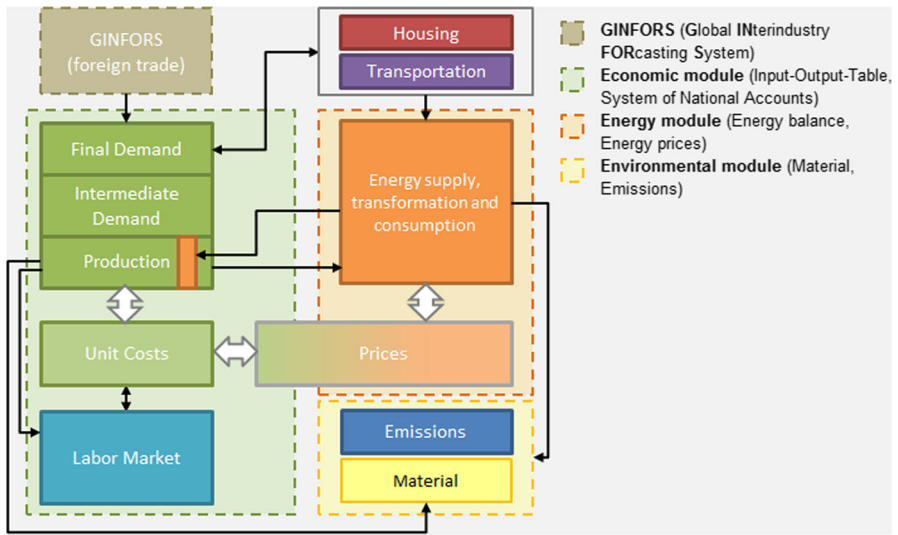 GINFORS
(foreign trade)
Housing
Transportation
Final Demand
Intermediate
Demand
Production
Energy supply,
transformation and
consumption
Unit Costs
Prices
Labor Market
Emissions
Material
GINFORS (Global INterindustry
FORcasting System)
Economic module (Input-Output-Table,
System of National Accounts)
Energy module (Energy balance,
Energy prices)
Environmental module (Material,
Emissions)